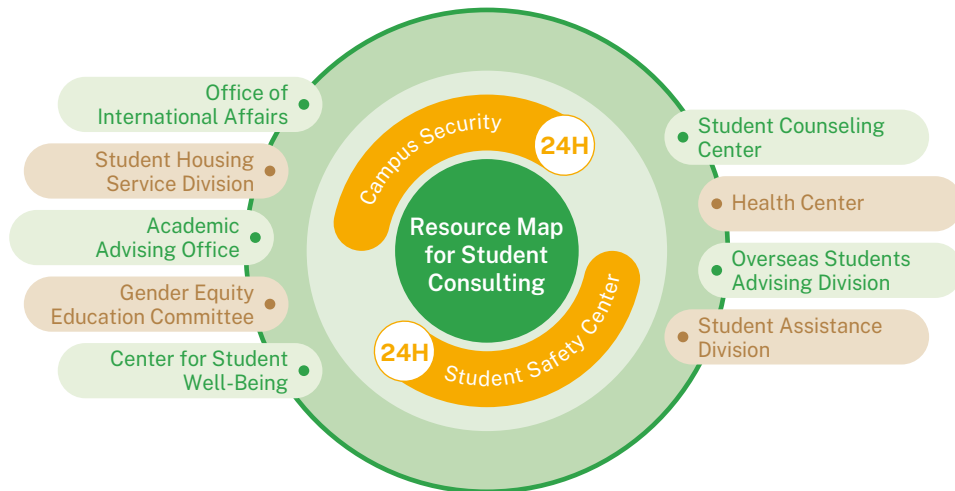 Office of
International Affairs
Student Housing
Service Division
Academic
Advising Office
Gender Equity
Education Committee
Center for Student
Well-Being
Campus Security
24H
Resource Map
for Student
Consulting
24H
Student Safety Center
Student Counseling
Center
Health Center
Overseas Students
Advising Division
Student Assistance
Division